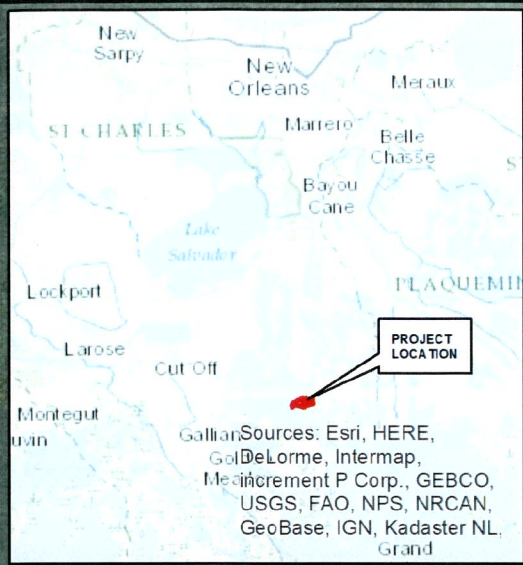 New
Sarpy
New
Orleans
Meraux
ST CHARLES
Marrero
Belle
Chasse
S
Bayou
Cane
Lake
Salvador
PLAQUEMIN
Lockport
PROJECT
LOCATION
Larose
Cut Off
Montegut
uvin
Gallian
Sources: Esri, HERE,
DeLorme, Intermap,
increment P Corp., GEBCO,
USGS, FAO, NPS, NRCAN,
GeoBase, IGN, Kadaster NL,
Grand